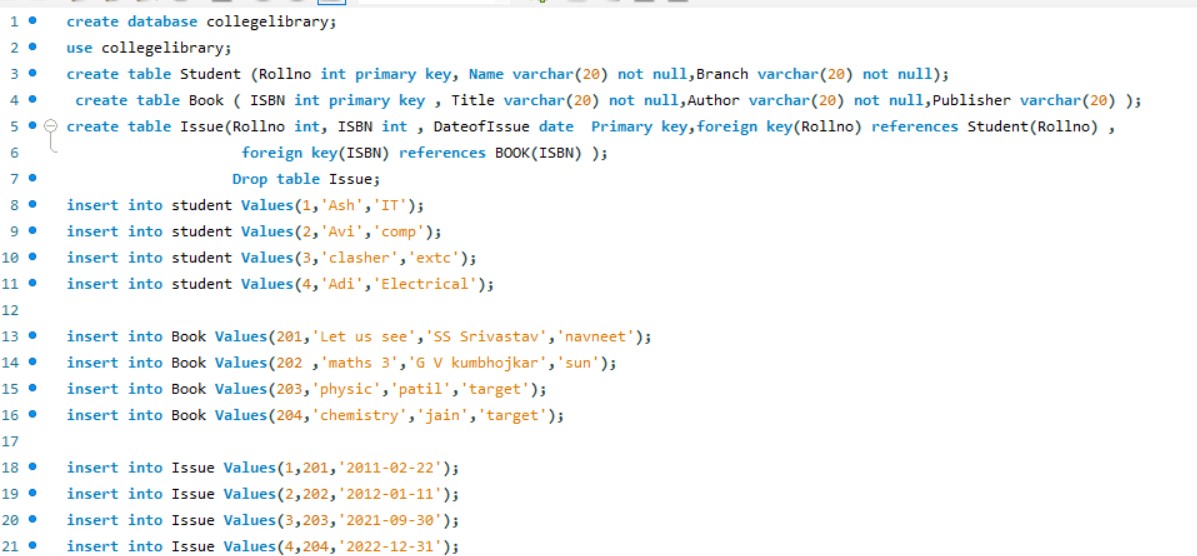 1 create database collegelibrary;
2 use collegelibrary;
3 create table Student (Rollno int primary key, Name varchar(20) not null,Branch varchar(20) not null);
4 create table Book ( ISBN int primary key , Title varchar(20) not null,Author varchar(20) not null,Publisher varchar(20) );
5 create table Issue(Rollno int, ISBN int , DateofIssue date  Primary key,foreign key(Rollno) references Student(Rollno) ,
6 foreign key(ISBN) references BOOK(ISBN) );
7 Drop table Issue;
8 insert into student Values(1,'Ash','IT');
9 insert into student Values(2,'Avi','comp');
10 insert into student Values(3,'clasher','extc');
11 insert into student Values(4,'Adi','Electrical');
12
13 insert into Book Values(201,'Let us see','SS Srivastav','navneet');
14 insert into Book Values(202 ,'maths 3','G V kumbhojkar','sun');
15 insert into Book Values(203,'physic','patil','target');
16 insert into Book Values(204,'chemistry','jain','target');
17
18 insert into Issue Values(1,201,'2011-02-22');
19 insert into Issue Values(2,202,'2012-01-11');
20 insert into Issue Values(3,203,'2021-09-30');
21 insert into Issue Values(4,204,'2022-12-31');